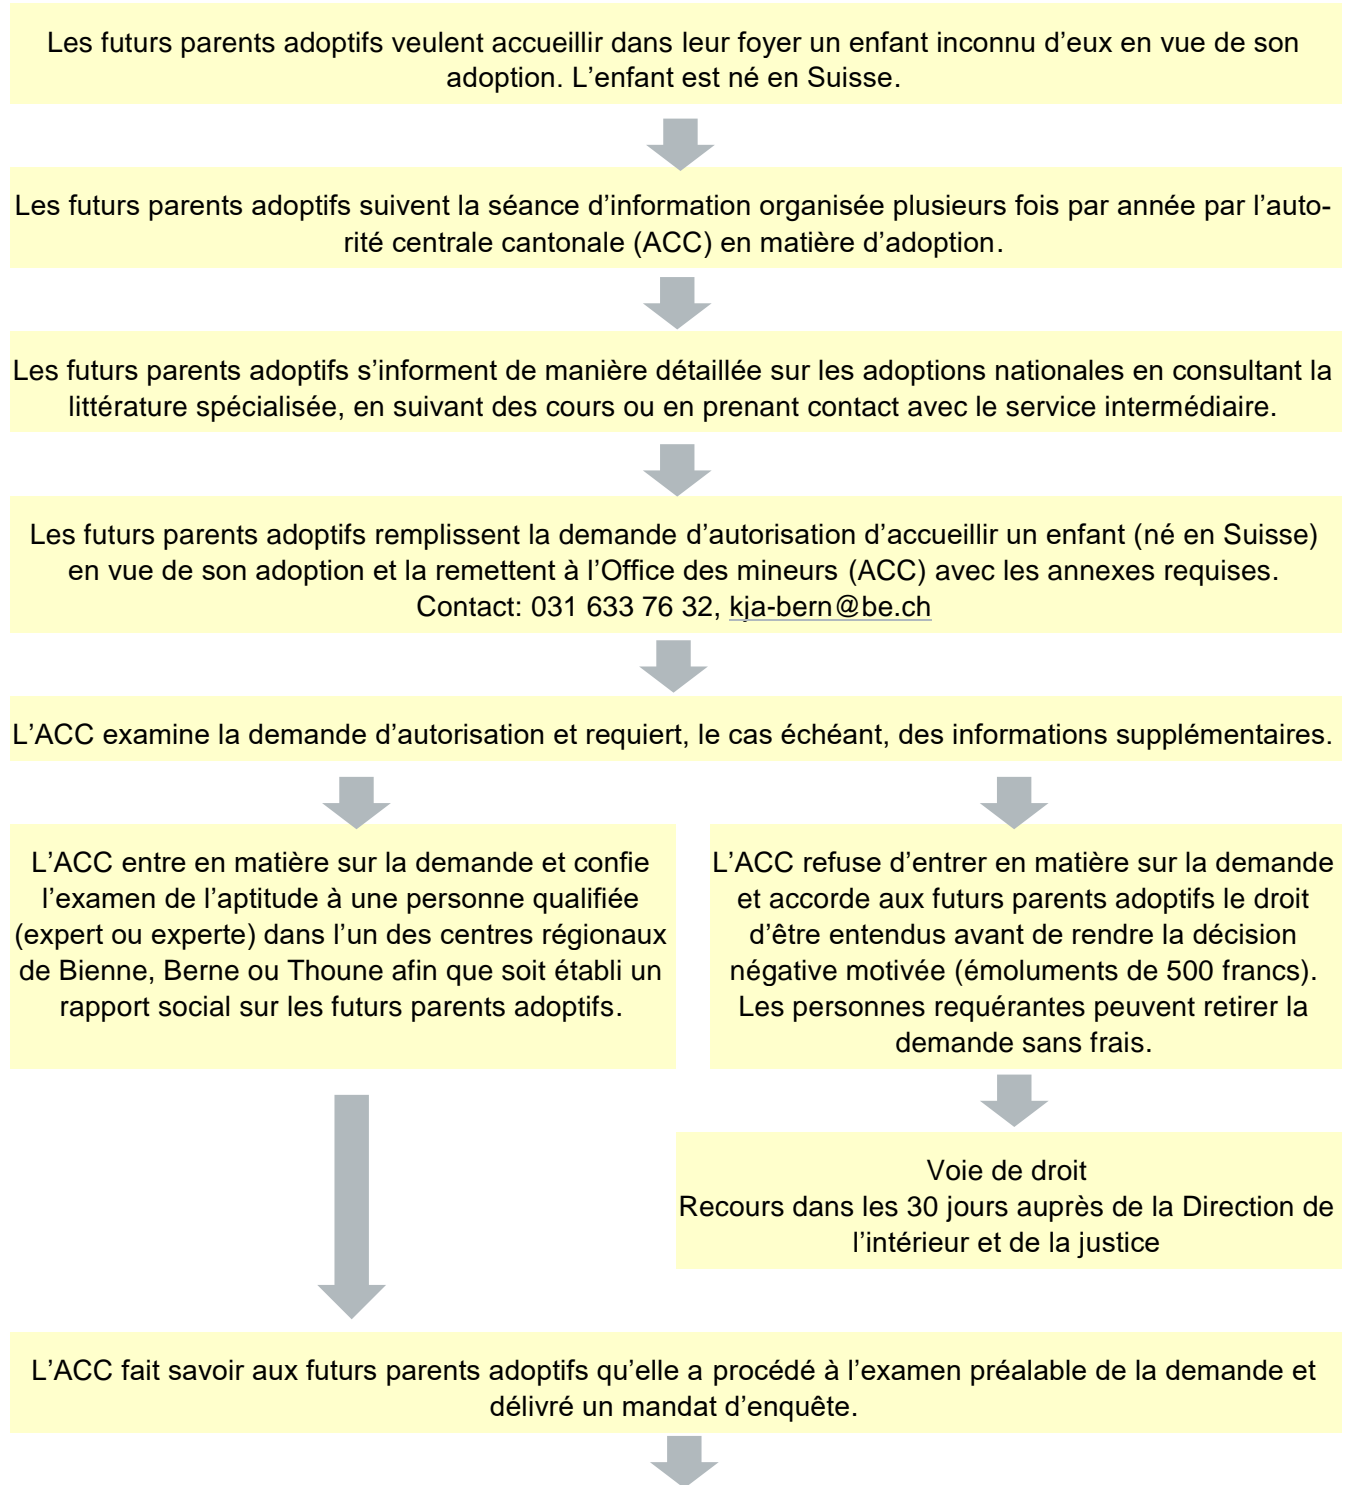 Les futurs parents adoptifs veulent accueillir dans leur foyer un enfant inconnu d’eux en vue de son
adoption. L’enfant est né en Suisse.
Les futurs parents adoptifs suivent la séance d’information organisée plusieurs fois par année par l’auto-
rité centrale cantonale (ACC) en matière d’adoption.
Les futurs parents adoptifs s’informent de manière détaillée sur les adoptions nationales en consultant la
littérature spécialisée, en suivant des cours ou en prenant contact avec le service intermédiaire.
Les futurs parents adoptifs remplissent la demande d’autorisation d’accueillir un enfant (né en Suisse)
en vue de son adoption et la remettent à l’Office des mineurs (ACC) avec les annexes requises.
Contact: 031 633 76 32, kja-bern@be.ch
L’ACC examine la demande d’autorisation et requiert, le cas échéant, des informations supplémentaires.
L’ACC entre en matière sur la demande et confie
l’examen de l’aptitude à une personne qualifiée
(expert ou experte) dans l’un des centres régionaux
de Bienne, Berne ou Thoune afin que soit établi un
rapport social sur les futurs parents adoptifs.
L’ACC refuse d’entrer en matière sur la demande
et accorde aux futurs parents adoptifs le droit
d’être entendus avant de rendre la décision
négative motivée (émoluments de 500 francs).
Les personnes requérantes peuvent retirer la
demande sans frais.
Voie de droit
Recours dans les 30 jours auprès de la Direction de
l’intérieur et de la justice
L’ACC fait savoir aux futurs parents adoptifs qu’elle a procédé à l’examen préalable de la demande et
délivré un mandat d’enquête.